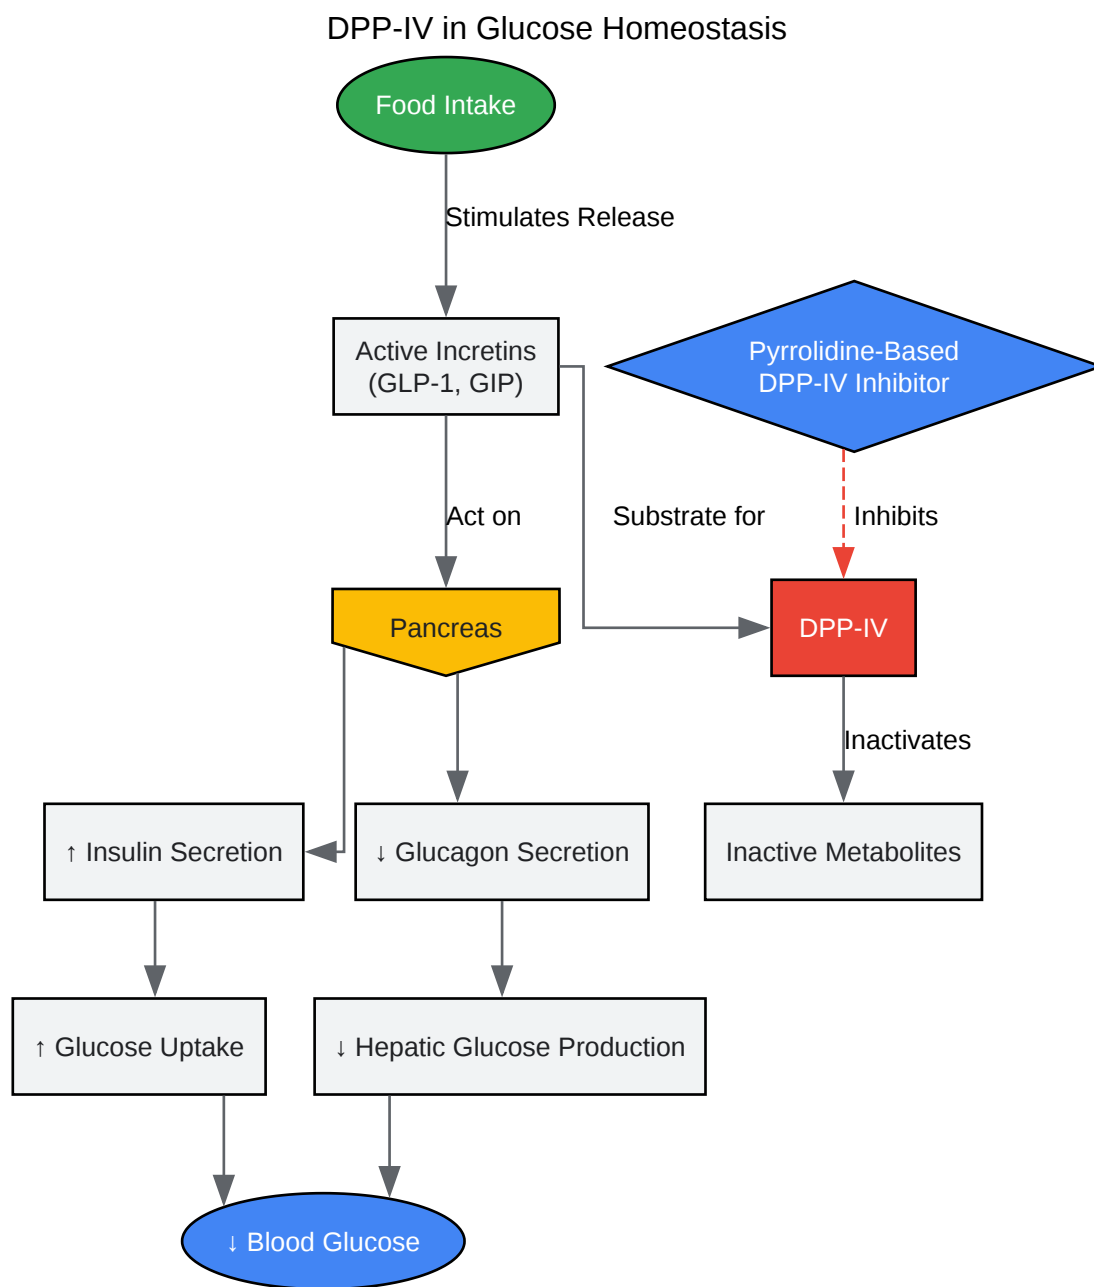 DPP-IV in Glucose Homeostasis
Food Intake
Stimulates Release
Active Incretins
(GLP-1, GIP)
Pyrrolidine-Based
DPP-IV Inhibitor
Act on
Substrate for
Inhibits
Pancreas
DPP-IV
Inactivates
↑ Insulin Secretion
↓ Glucagon Secretion
Inactive Metabolites
↑ Glucose Uptake
↓ Hepatic Glucose Production
↓ Blood Glucose